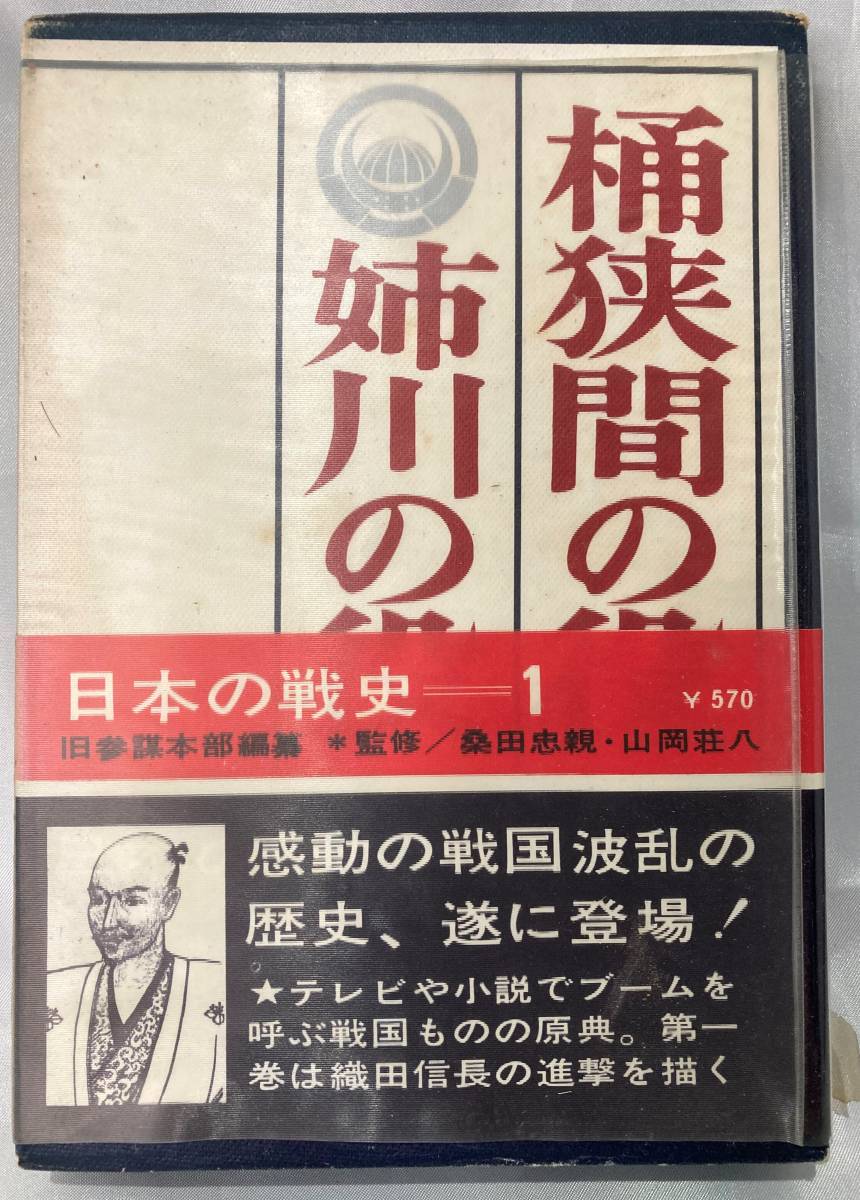 桶狭間の役
姉川の役
日本の戦史＝1
￥570
旧参謀本部編纂 ＊監修／桑田忠親・山岡荘八
感動の戦国波乱の
歴史、遂に登場！
★テレビや小説でブームを
呼ぶ戦国ものの原典。第一
巻は織田信長の進撃を描く